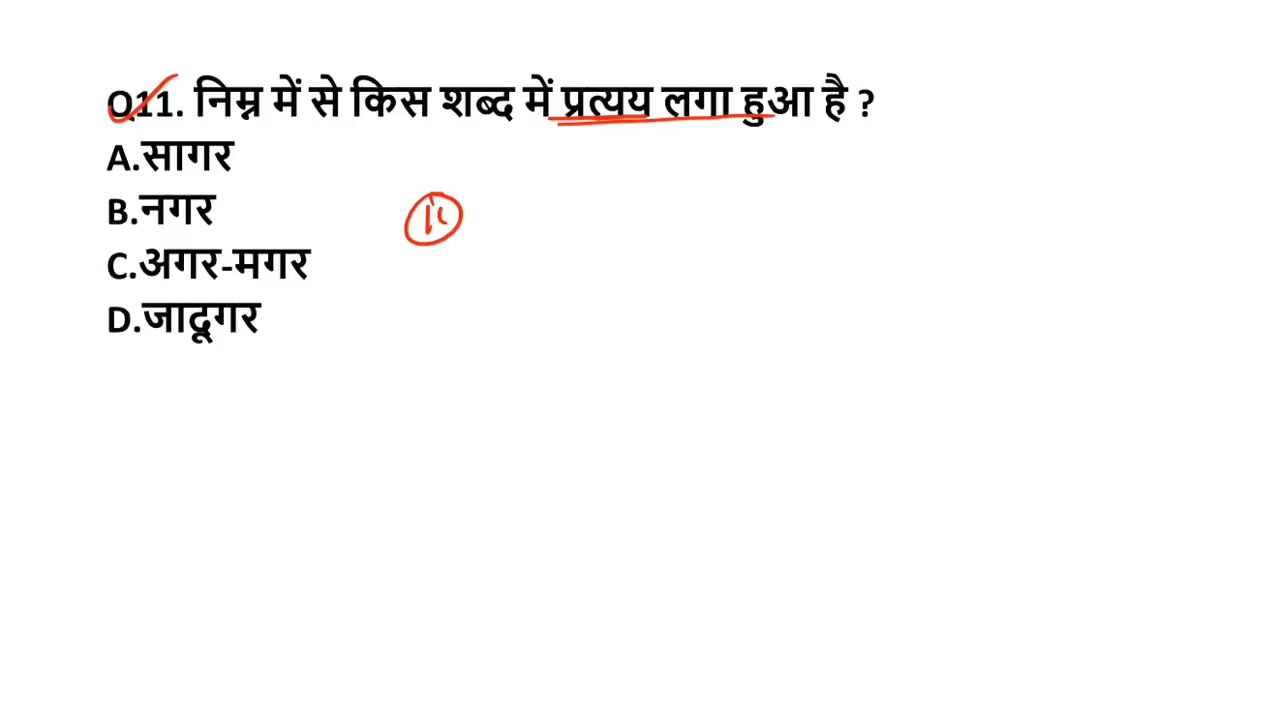 Q11. निम्न में से किस शब्द में प्रत्यय लगा हुआ है ?
A.सागर
B.नगर
C.अगर-मगर
D.जादूगर